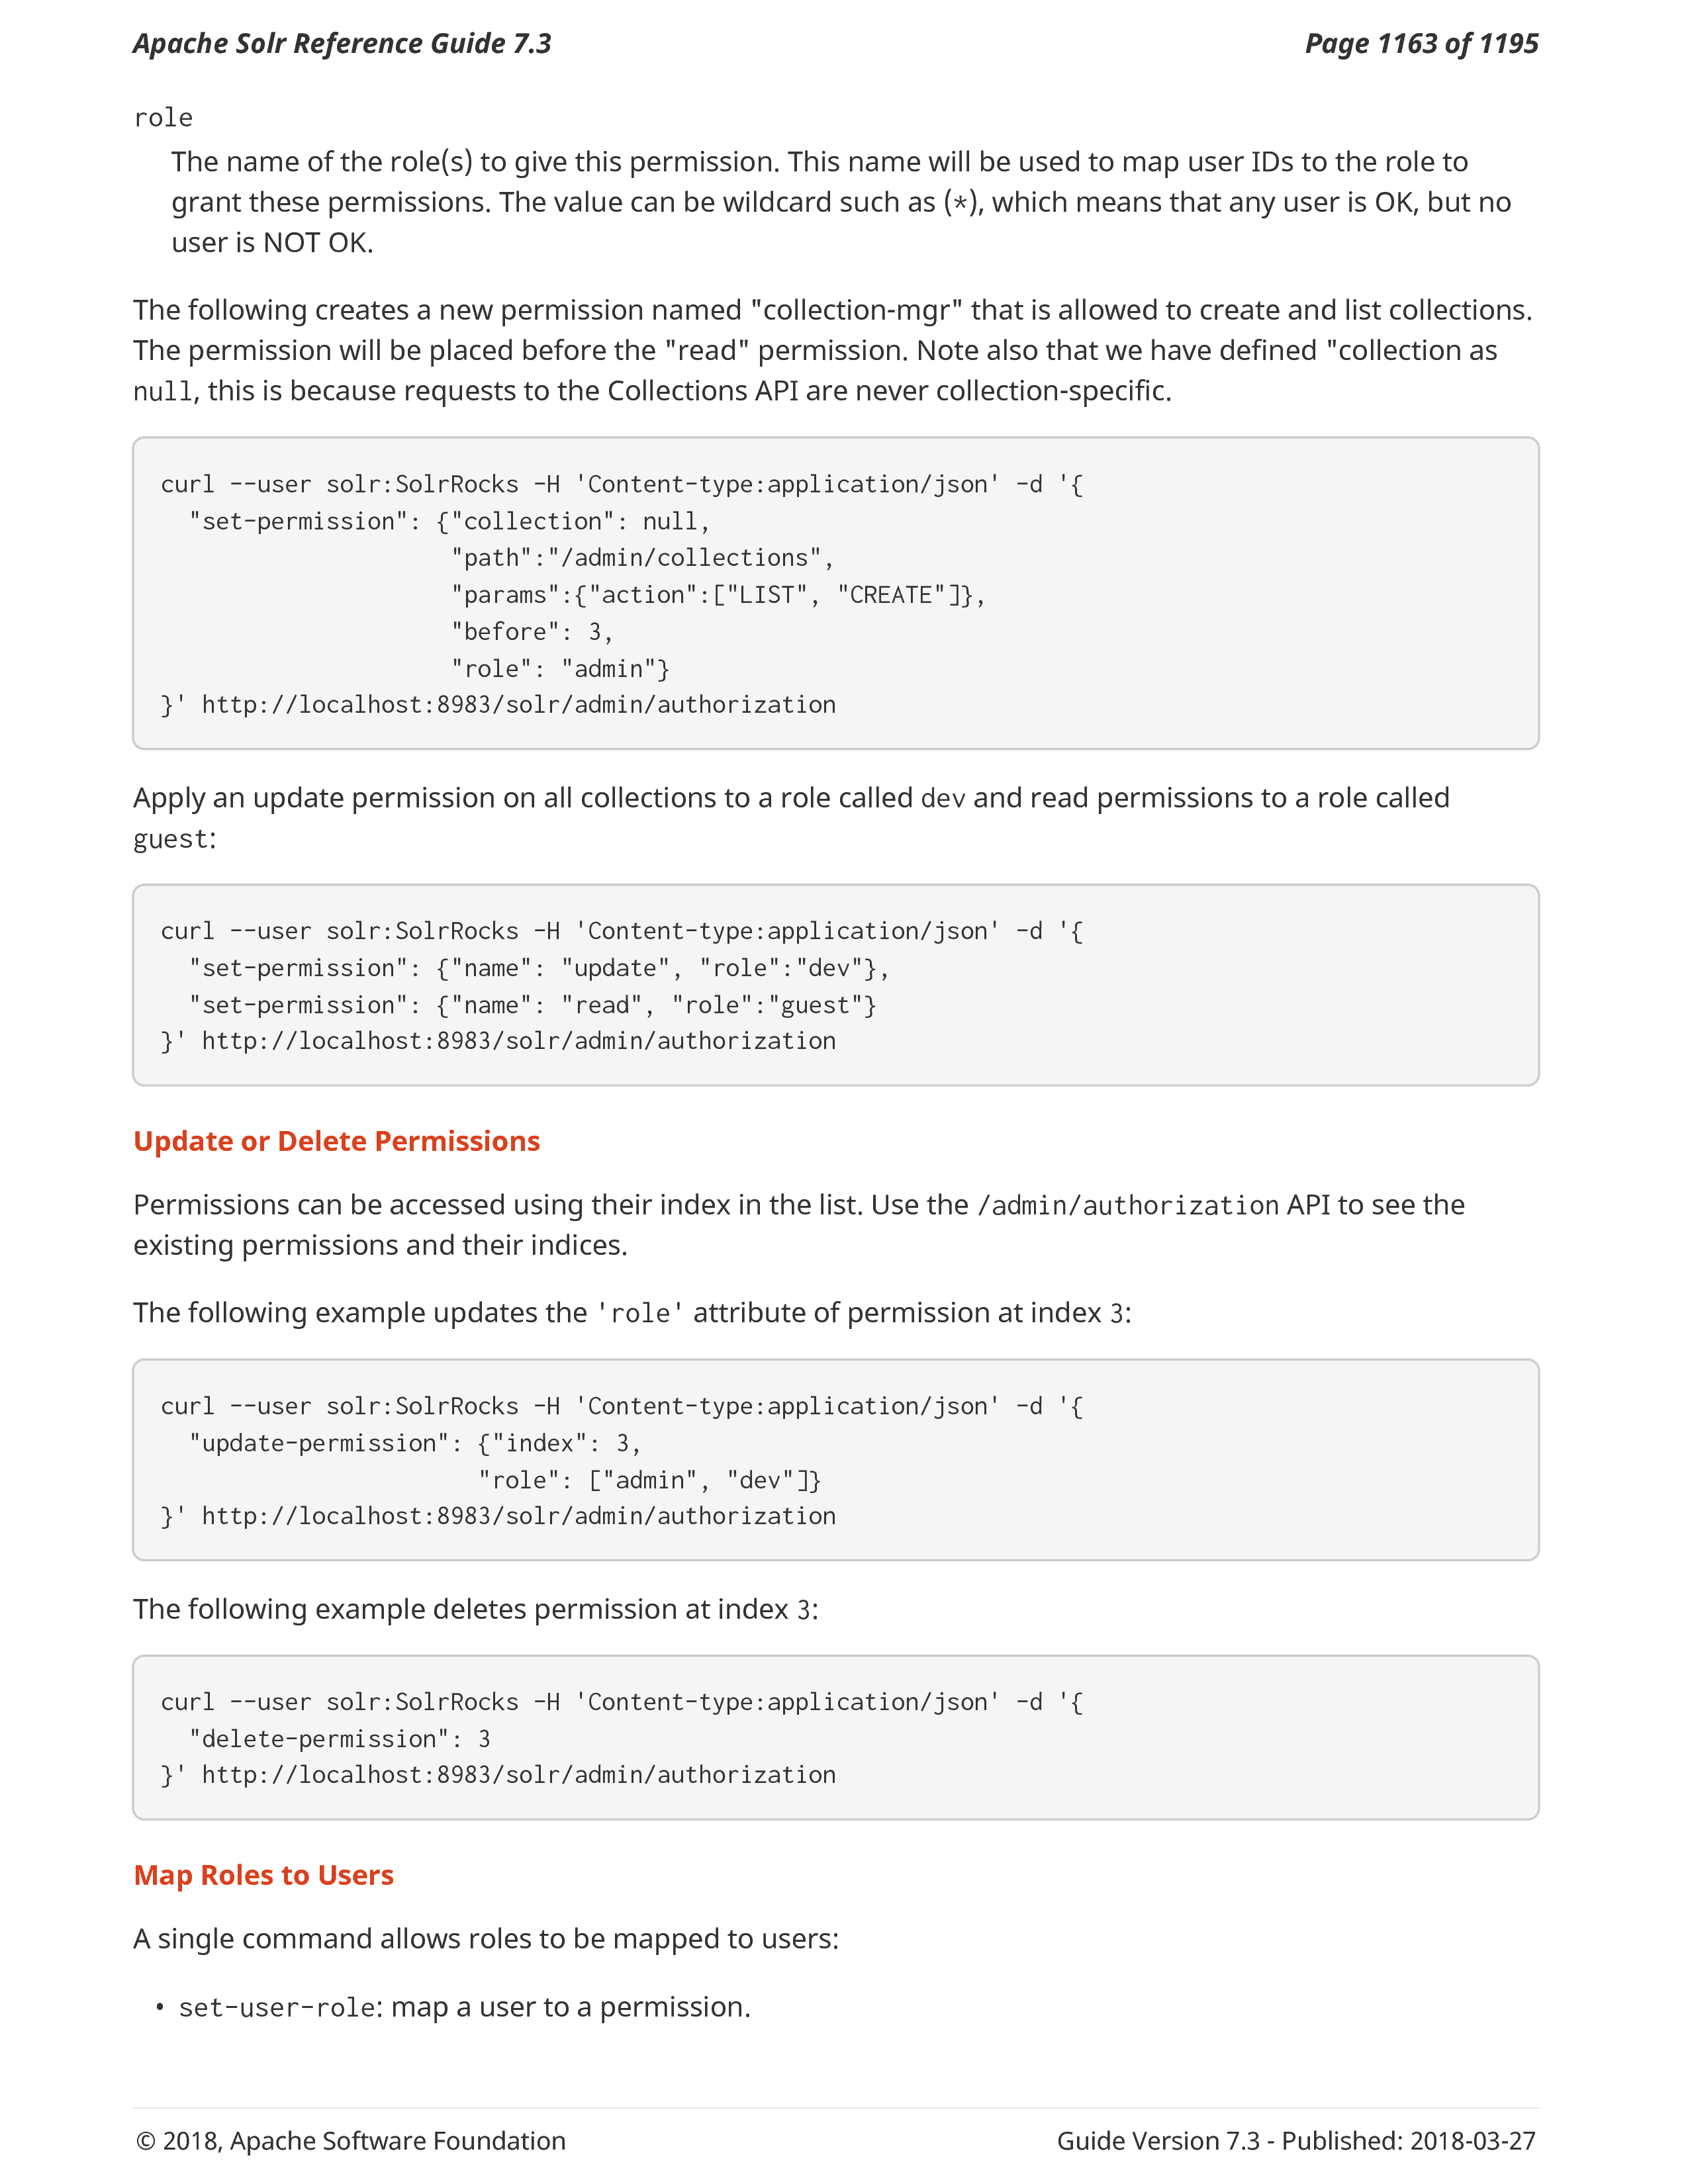 Apache Solr Reference Guide 7.3
Page 1163 of 1195
role
The name of the role(s) to give this permission. This name will be used to map user IDs to the role to
grant these permissions. The value can be wildcard such as (*), which means that any user is OK, but no
user is NOT OK.
The following creates a new permission named "collection-mgr" that is allowed to create and list collections.
The permission will be placed before the "read" permission. Note also that we have defined "collection as
null, this is because requests to the Collections API are never collection-specific.
curl --user solr:SolrRocks -H 'Content-type:application/json' -d '{
  "set-permission": {"collection": null,
                     "path":"/admin/collections",
                     "params":{"action":["LIST", "CREATE"]},
                     "before": 3,
                     "role": "admin"}
}' http://localhost:8983/solr/admin/authorization
Apply an update permission on all collections to a role called dev and read permissions to a role called
guest:
curl --user solr:SolrRocks -H 'Content-type:application/json' -d '{
  "set-permission": {"name": "update", "role":"dev"},
  "set-permission": {"name": "read", "role":"guest"}
}' http://localhost:8983/solr/admin/authorization
Update or Delete Permissions
Permissions can be accessed using their index in the list. Use the /admin/authorization API to see the
existing permissions and their indices.
The following example updates the 'role' attribute of permission at index 3:
curl --user solr:SolrRocks -H 'Content-type:application/json' -d '{
  "update-permission": {"index": 3,
                       "role": ["admin", "dev"]}
}' http://localhost:8983/solr/admin/authorization
The following example deletes permission at index 3:
curl --user solr:SolrRocks -H 'Content-type:application/json' -d '{
  "delete-permission": 3
}' http://localhost:8983/solr/admin/authorization
Map Roles to Users
A single command allows roles to be mapped to users:
• set-user-role: map a user to a permission.
© 2018, Apache Software Foundation
Guide Version 7.3 - Published: 2018-03-27